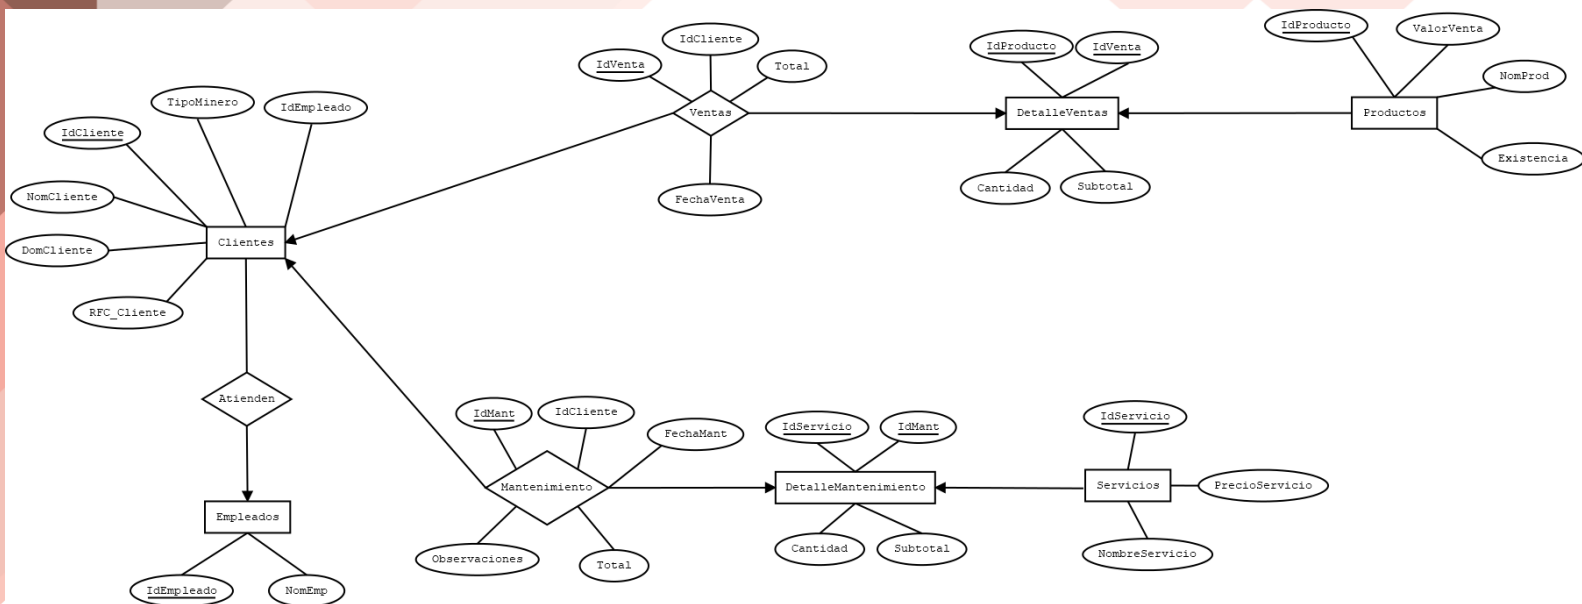 IdCliente
IdVenta
Total
Ventas
FechaVenta
IdProducto
IdVenta
DetalleVentas
Cantidad
Subtotal
IdProducto
ValorVenta
NomProd
Productos
Existencia
TipoMinero
IdEmpleado
IdCliente
NomCliente
DomCliente
Clientes
RFC_Cliente
Atienden
Empleados
IdEmpleado
NomEmp
IdMant
IdCliente
FechaMant
Mantenimiento
Observaciones
Total
IdServicio
IdMant
DetalleMantenimiento
Cantidad
Subtotal
IdServicio
Servicios
PrecioServicio
NombreServicio